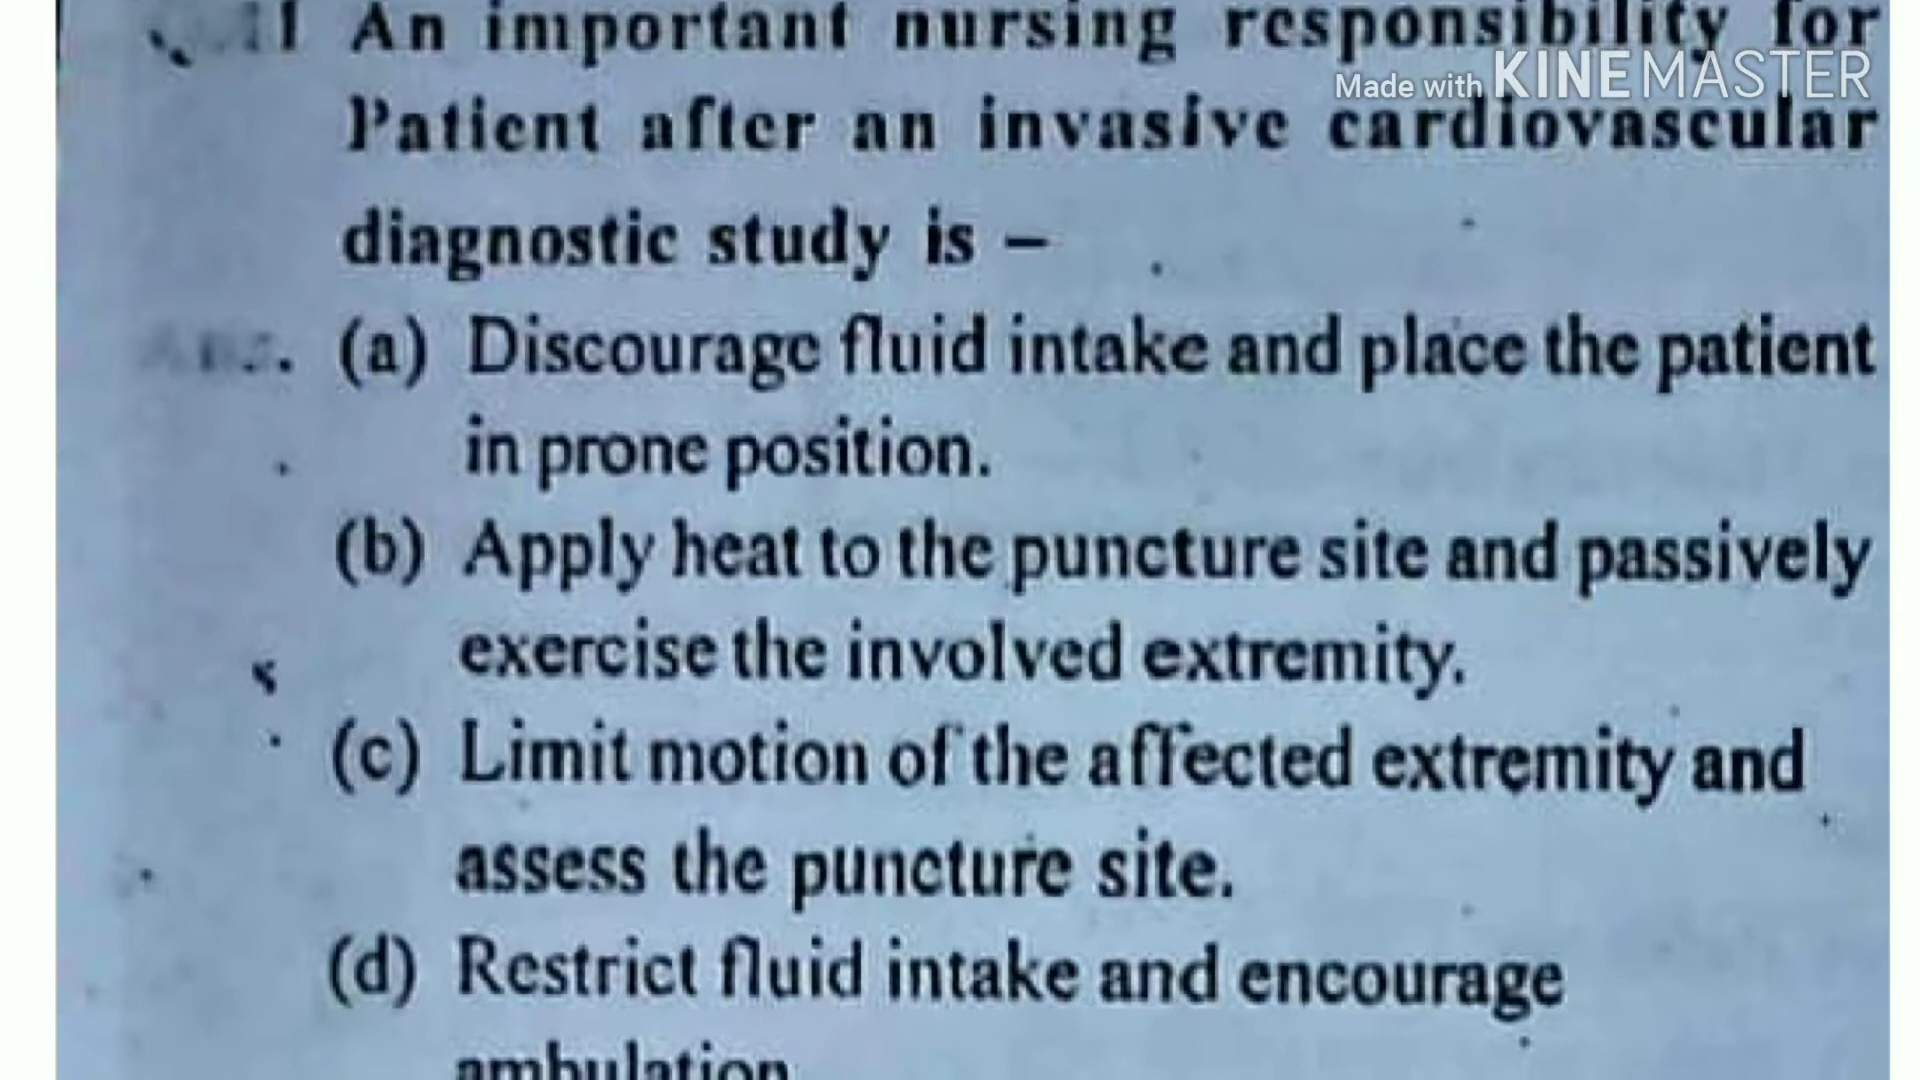 11 An important nursing responsibility for
Made with KINEMASTER
Patient after an invasive cardiovascular
diagnostic study is –
(a) Discourage fluid intake and place the patient
in prone position.
(b) Apply heat to the puncture site and passively
exercise the involved extremity.
(c) Limit motion of the affected extremity and
assess the puncture site.
(d) Restrict fluid intake and encourage
ambulation